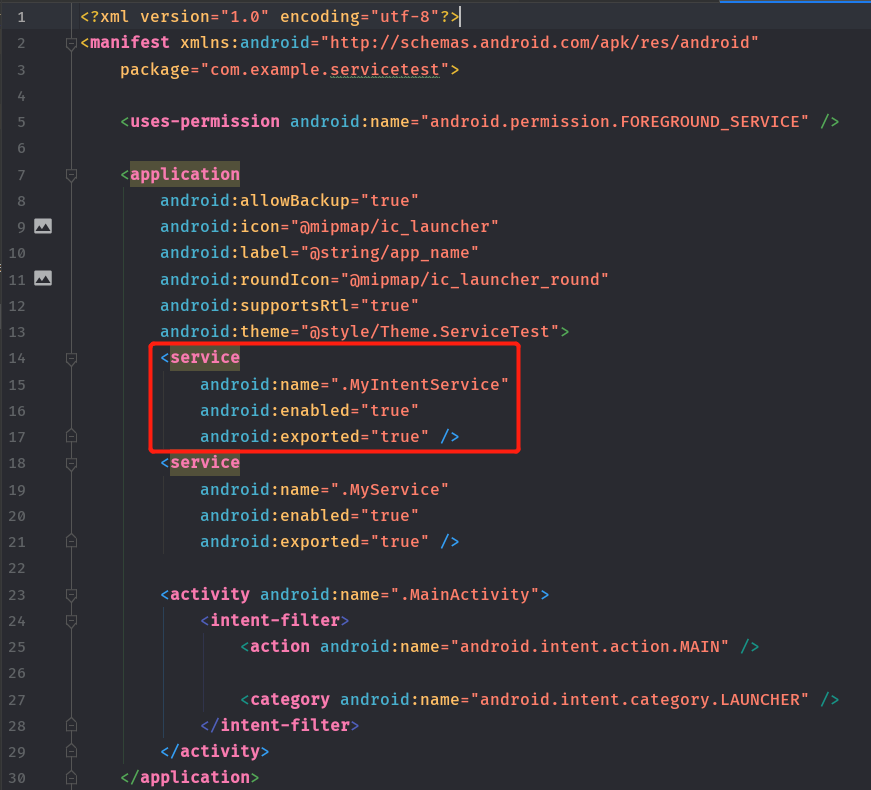 1 <?xml version="1.0" encoding="utf-8"?>
2 <manifest xmlns:android="http://schemas.android.com/apk/res/android"
3     package="com.example.servicetest">
4
5     <uses-permission android:name="android.permission.FOREGROUND_SERVICE" />
6
7     <application
8         android:allowBackup="true"
9         android:icon="@mipmap/ic_launcher"
10         android:label="@string/app_name"
11         android:roundIcon="@mipmap/ic_launcher_round"
12         android:supportsRtl="true"
13         android:theme="@style/Theme.ServiceTest">
14         <service
15             android:name=".MyIntentService"
16             android:enabled="true"
17             android:exported="true" />
18         <service
19             android:name=".MyService"
20             android:enabled="true"
21             android:exported="true" />
22
23         <activity android:name=".MainActivity">
24             <intent-filter>
25                 <action android:name="android.intent.action.MAIN" />
26
27                 <category android:name="android.intent.category.LAUNCHER" />
28             </intent-filter>
29         </activity>
30     </application>